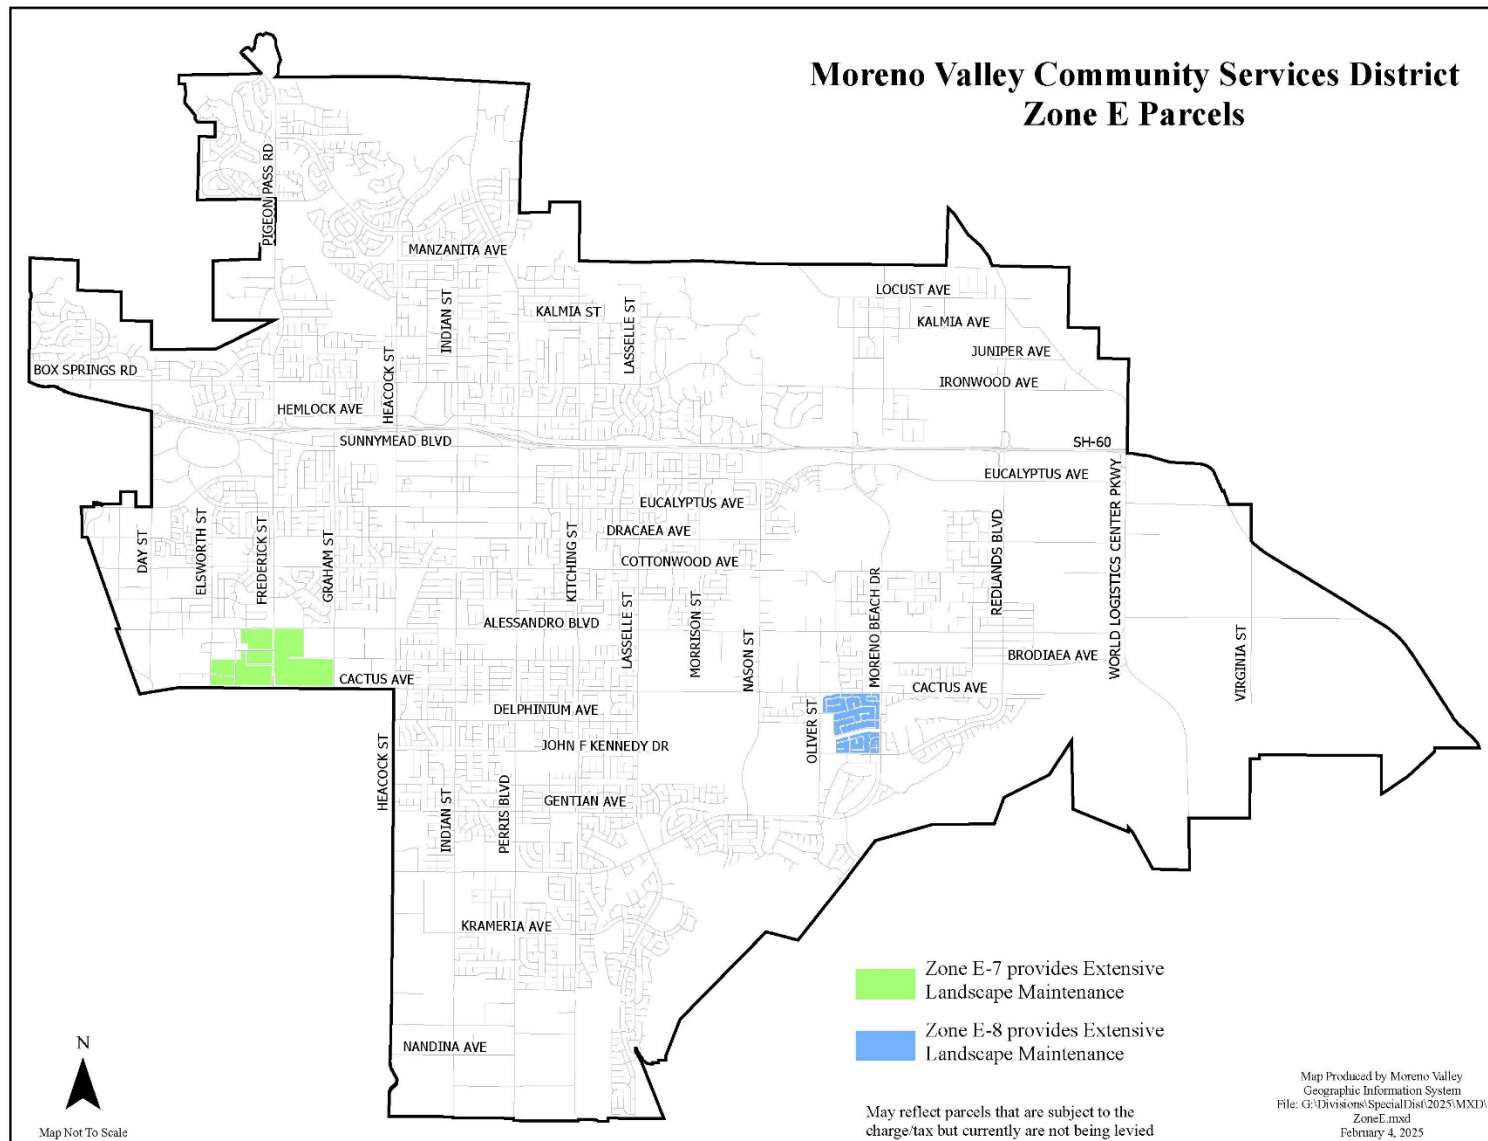 Moreno Valley Community Services District
Zone E Parcels
PIGEON PASS RD
MANZANITA AVE
LOCUST AVE
INDIAN ST
KALMIA ST
LASSELLE ST
KALMIA AVE
JUNIPER AVE
BOX SPRINGS RD
HEACOCK ST
IRONWOOD AVE
HEMLOCK AVE
SUNNYMEAD BLVD
SH-60
EUCALYPTUS AVE
EUCALYPTUS AVE
DRACAEA AVE
COTTONWOOD AVE
DAY ST
ELSWORTH ST
FREDERICK ST
GRAHAM ST
KITCHING ST
REDLANDS BLVD
WORLD LOGISTICS CENTER PKWY
ALESSANDRO BLVD
LASSELLE ST
MORRISON ST
NASON ST
MORENO BEACH DR
BRODIAEA AVE
VIRGINIA ST
CACTUS AVE
CACTUS AVE
DELPHINIUM AVE
OLIVER ST
JOHN F KENNEDY DR
HEACOCK ST
INDIAN ST
PERRIS BLVD
GENTIAN AVE
KRAMERIA AVE
NANDINA AVE
Zone E-7 provides Extensive
Landscape Maintenance
Zone E-8 provides Extensive
Landscape Maintenance
May reflect parcels that are subject to the
charge/tax but currently are not being levied
N
Map Not To Scale
Map Produced by Moreno Valley
Geographic Information System
File: G:\Divisions\SpecialDist\2025\MXD\
ZoneE.mxd
February 4, 2025